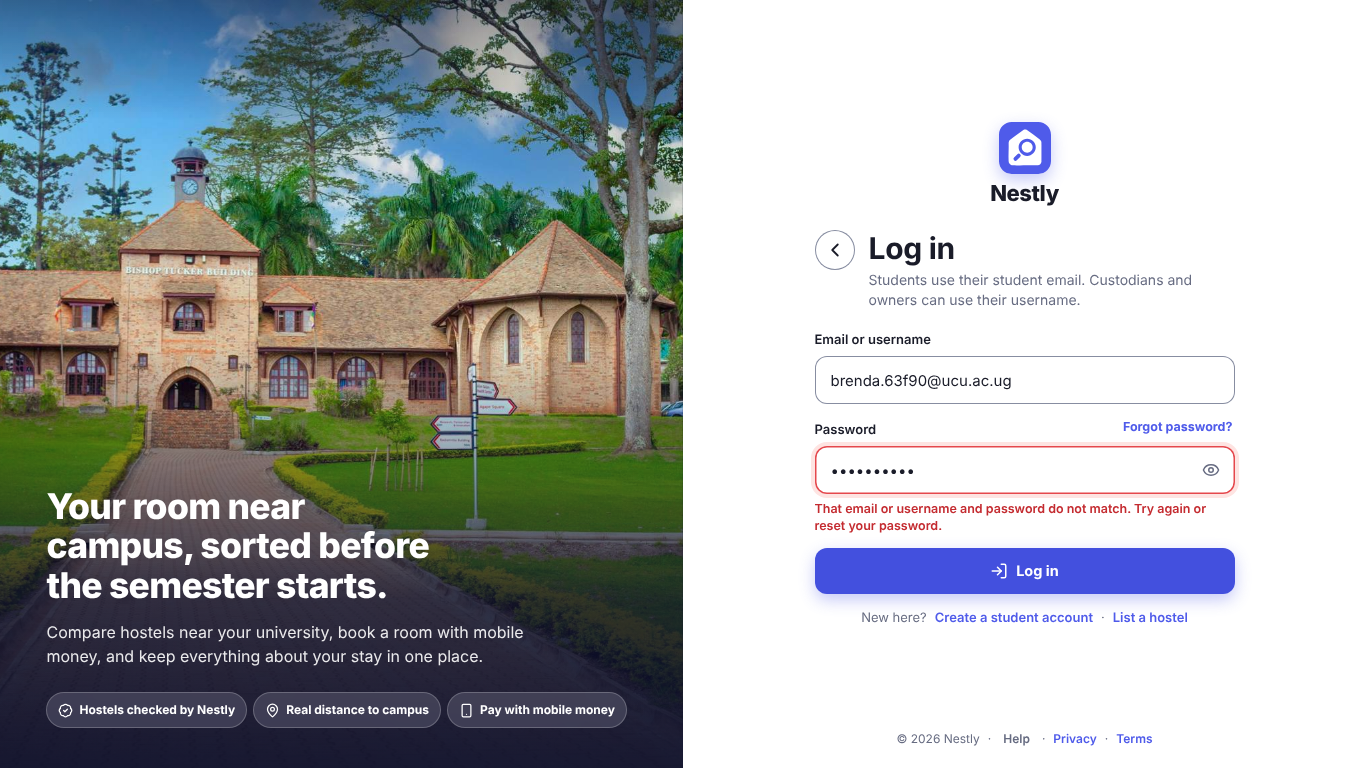 BISHOP TUCKER BUILDING
Your room near
campus, sorted before
the semester starts.
Compare hostels near your university, book a room with mobile
money, and keep everything about your stay in one place.
Hostels checked by Nestly
Real distance to campus
Pay with mobile money
Nestly
Log in
Students use their student email. Custodians and
owners can use their username.
Email or username
brenda.63f90@ucu.ac.ug
Password
Forgot password?
••••••••••
That email or username and password do not match. Try again or
reset your password.
Log in
New here? Create a student account · List a hostel
© 2026 Nestly · Help · Privacy · Terms